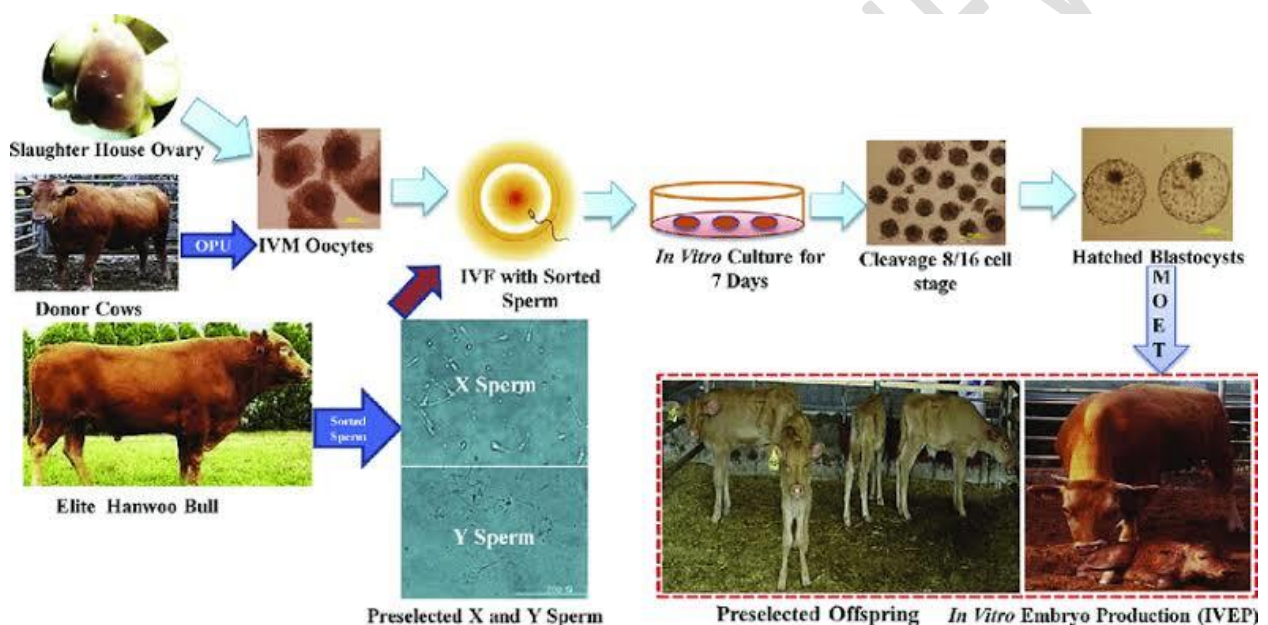 Slaughter House Ovary
OPU
Donor Cows
IVM Oocytes
IVF with Sorted
Sperm
In Vitro Culture for
7 Days
Cleavage 8/16 cell
stage
Hatched Blastocysts
M
O
E
T
Sorted
Sperm
Elite Hanwoo Bull
X Sperm
Y Sperm
Preselected X and Y Sperm
Preselected Offspring
In Vitro Embryo Production (IVEP)